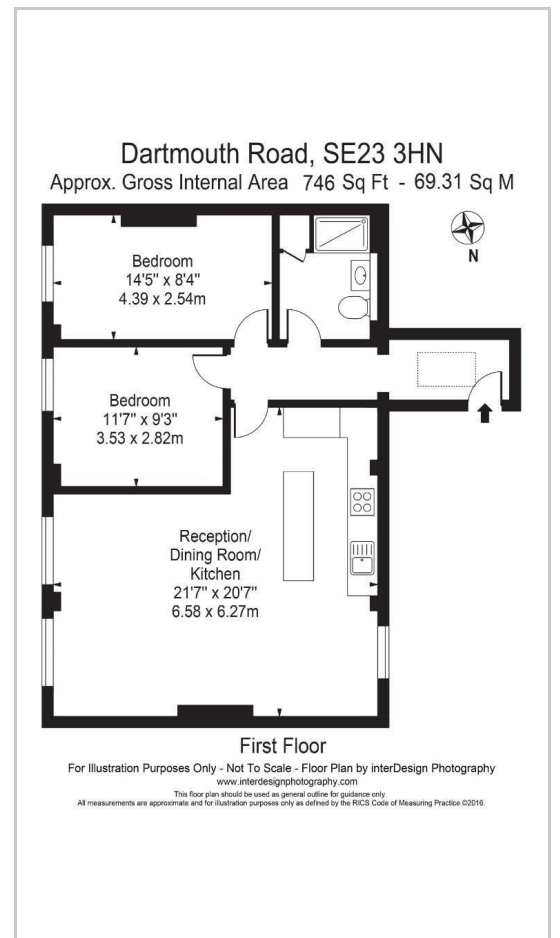 Dartmouth Road, SE23 3HN
Approx. Gross Internal Area 746 Sq Ft - 69.31 Sq M
N
Bedroom
14'5" x 8'4"
4.39 x 2.54m
Bedroom
11'7" x 9'3"
3.53 x 2.82m
Reception/
Dining Room/
Kitchen
21'7" x 20'7"
6.58 x 6.27m
First Floor
For Illustration Purposes Only - Not To Scale - Floor Plan by interDesign Photography
www.interdesignphotography.com
This floor plan should be used as general outline for guidance only.
All measurements are approximate and for illustration purposes only as defined by the RICS Code of Measuring Practice ©2016.